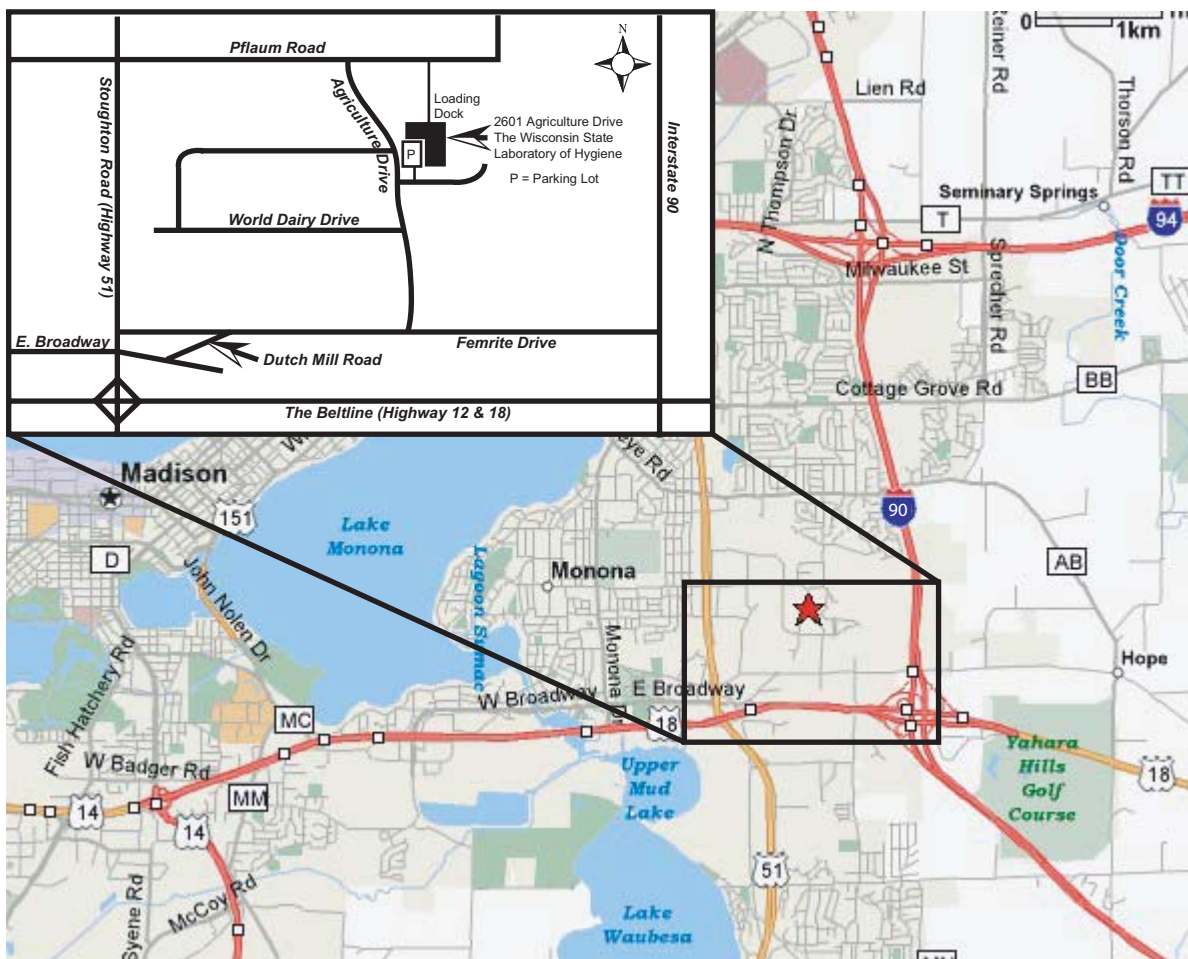 N
Pflaum Road
Stoughton Road (Highway 51)
Agriculture Drive
Loading
Dock
2601 Agriculture Drive
The Wisconsin State
Laboratory of Hygiene
P
P = Parking Lot
Interstate 90
World Dairy Drive
E. Broadway
Femrite Drive
Dutch Mill Road
The Beltline (Highway 12 & 18)
0
1km
Reiner Rd
Lien Rd
Thorson Rd
N Thompson Dr
Seminary Springs
TT
T
94
Milwaukee St
Sprecher Rd
Door Creek
Cottage Grove Rd
BB
Madison
151
Lake
Monona
Rd
90
D
John Nolen Dr
Lagoon Sumac
Monona
AB
Fish Hatchery Rd
Monona Dr
Hope
W Broadway
E Broadway
MC
18
W Badger Rd
Yahara
Hills
Golf
Course
18
Upper
Mud
Lake
14
MM
14
51
Syene Rd
McCoy Rd
Lake
Waubesa